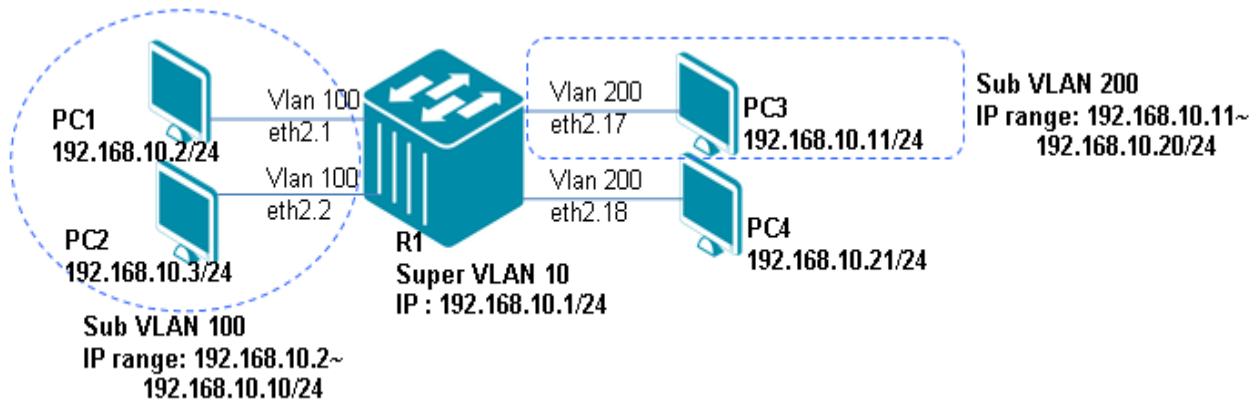 Vlan 100
eth2.1
PC1
192.168.10.2/24
Vlan 100
eth2.2
PC2
192.168.10.3/24
Sub VLAN 100
IP range: 192.168.10.2~
192.168.10.10/24
R1
Super VLAN 10
IP : 192.168.10.1/24
Vlan 200
eth2.17
PC3
192.168.10.11/24
Vlan 200
eth2.18
PC4
192.168.10.21/24
Sub VLAN 200
IP range: 192.168.10.11~
192.168.10.20/24